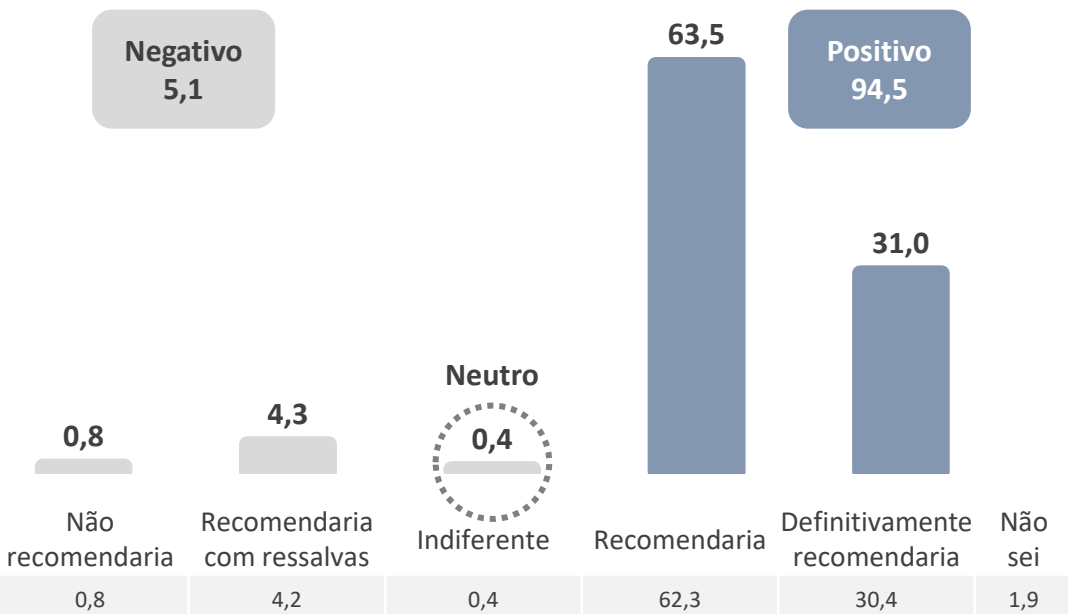 Negativo
5,1
63,5
Positivo
94,5
31,0
Neutro
0,8
4,3
0,4
Não
recomendaria
Recomendaria
com ressalvas
Indiferente
Recomendaria
Definitivamente
recomendaria
Não
sei
0,8 4,2 0,4 62,3 30,4 1,9